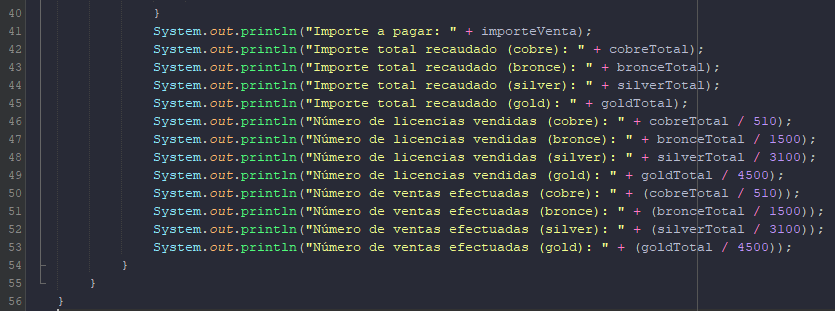 40 }
41 System.out.println("Importe a pagar: " + importeVenta);
42 System.out.println("Importe total recaudado (cobre): " + cobreTotal);
43 System.out.println("Importe total recaudado (bronce): " + bronceTotal);
44 System.out.println("Importe total recaudado (silver): " + silverTotal);
45 System.out.println("Importe total recaudado (gold): " + goldTotal);
46 System.out.println("Número de licencias vendidas (cobre): " + cobreTotal / 510);
47 System.out.println("Número de licencias vendidas (bronce): " + bronceTotal / 1500);
48 System.out.println("Número de licencias vendidas (silver): " + silverTotal / 3100);
49 System.out.println("Número de licencias vendidas (gold): " + goldTotal / 4500);
50 System.out.println("Número de ventas efectuadas (cobre): " + (cobreTotal / 510));
51 System.out.println("Número de ventas efectuadas (bronce): " + (bronceTotal / 1500));
52 System.out.println("Número de ventas efectuadas (silver): " + (silverTotal / 3100));
53 System.out.println("Número de ventas efectuadas (gold): " + (goldTotal / 4500));
54 }
55 }
56 }